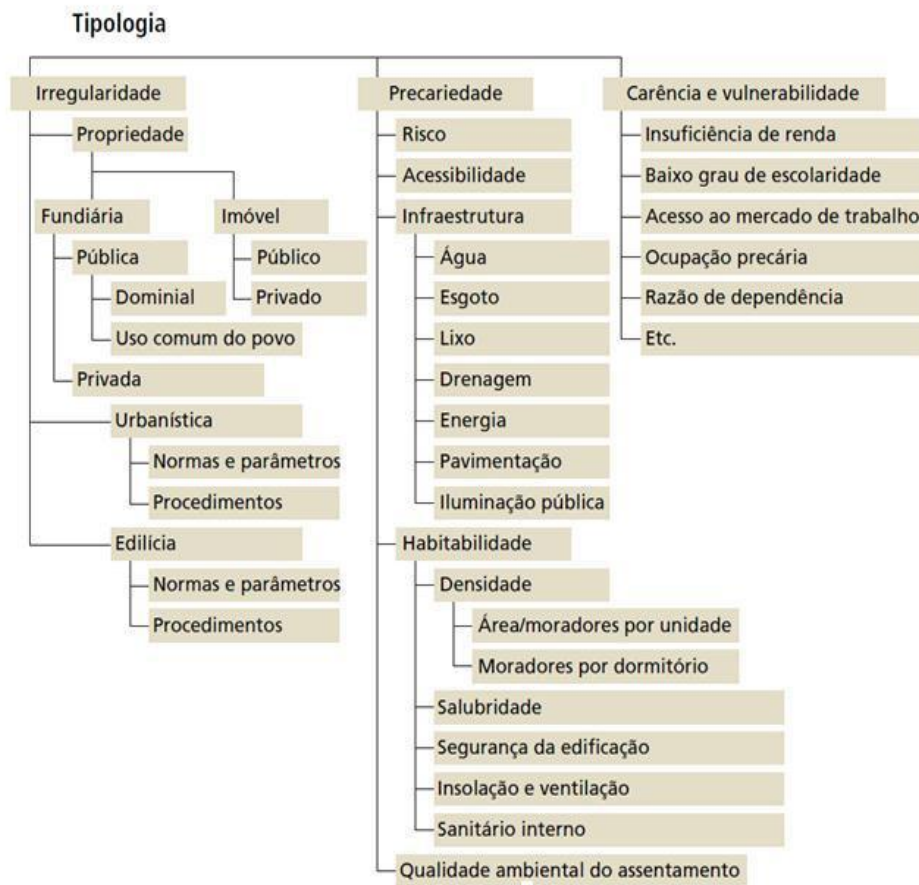 Tipologia
Irregularidade
Propriedade
Fundiária
Imóvel
Pública
Público
Dominial
Privado
Uso comum do povo
Privada
Urbanística
Normas e parâmetros
Procedimentos
Edilícia
Normas e parâmetros
Procedimentos
Precariedade
Risco
Acessibilidade
Infraestrutura
Água
Esgoto
Lixo
Drenagem
Energia
Pavimentação
Iluminação pública
Habitabilidade
Densidade
Área/moradores por unidade
Moradores por dormitório
Salubridade
Segurança da edificação
Insolação e ventilação
Sanitário interno
Qualidade ambiental do assentamento
Carência e vulnerabilidade
Insuficiência de renda
Baixo grau de escolaridade
Acesso ao mercado de trabalho
Ocupação precária
Razão de dependência
Etc.